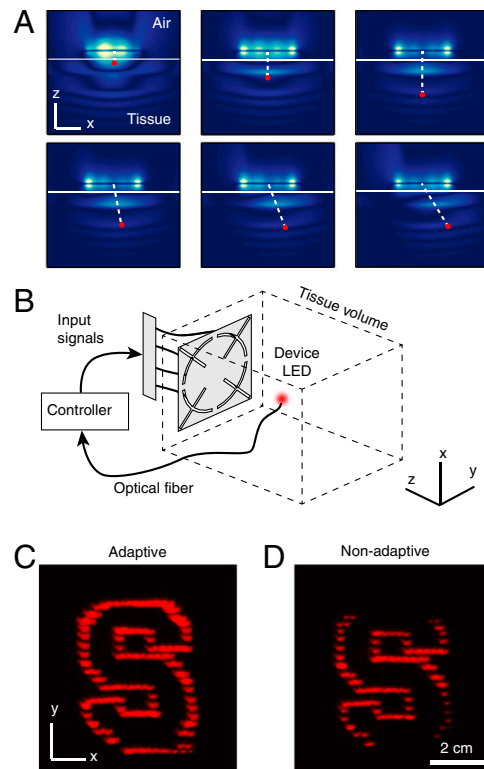 A
Air
z
x
Tissue
B
Tissue volume
Input
signals
Device
LED
Controller
Optical fiber
x
z
y
C
Adaptive
D
Non-adaptive
y
x
2 cm